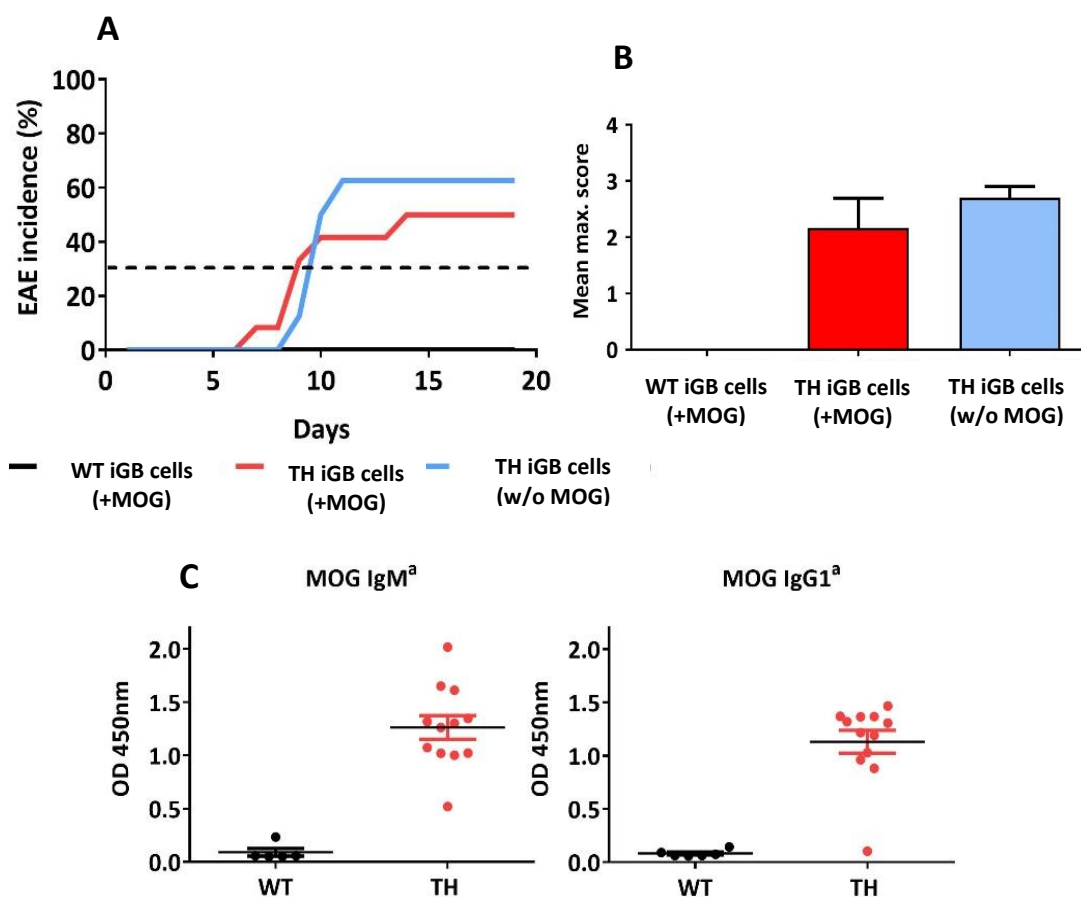 A
EAE incidence (%)
100
80
60
40
20
0
0 5 10 15 20
Days
WT iGB cells
(+MOG)
TH iGB cells
(+MOG)
TH iGB cells
(w/o MOG)
B
Mean max. score
4
3
2
1
0
WT iGB cells
(+MOG)
TH iGB cells
(+MOG)
TH iGB cells
(w/o MOG)
C
MOG IgMᵃ
OD 450nm
2.0
1.5
1.0
0.5
0.0
WT TH
MOG IgG1ᵃ
OD 450nm
2.0
1.5
1.0
0.5
0.0
WT TH